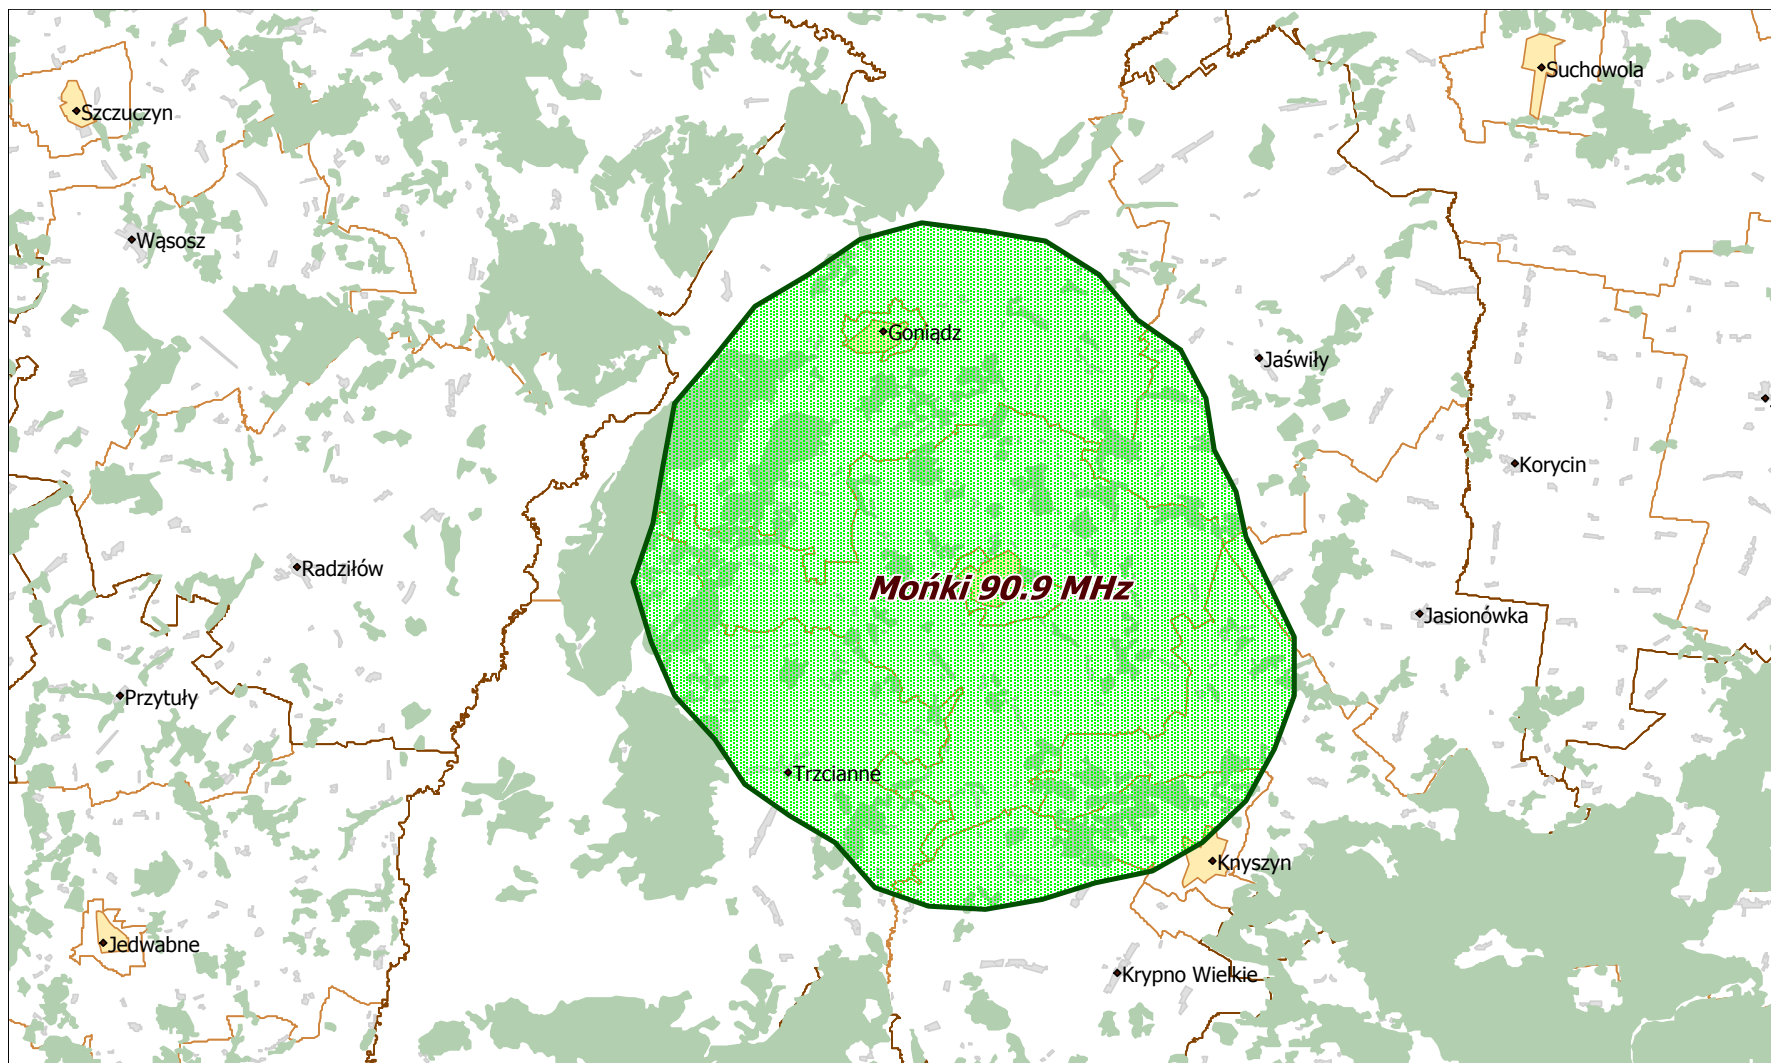 Suchowola
Szczuczyn
Wąsosz
Goniądz
Jaświły
Korycin
Radziłów
Mońki 90.9 MHz
Jasionówka
Przytuły
Trzcianne
Knyszyn
Jedwabne
Krypno Wielkie